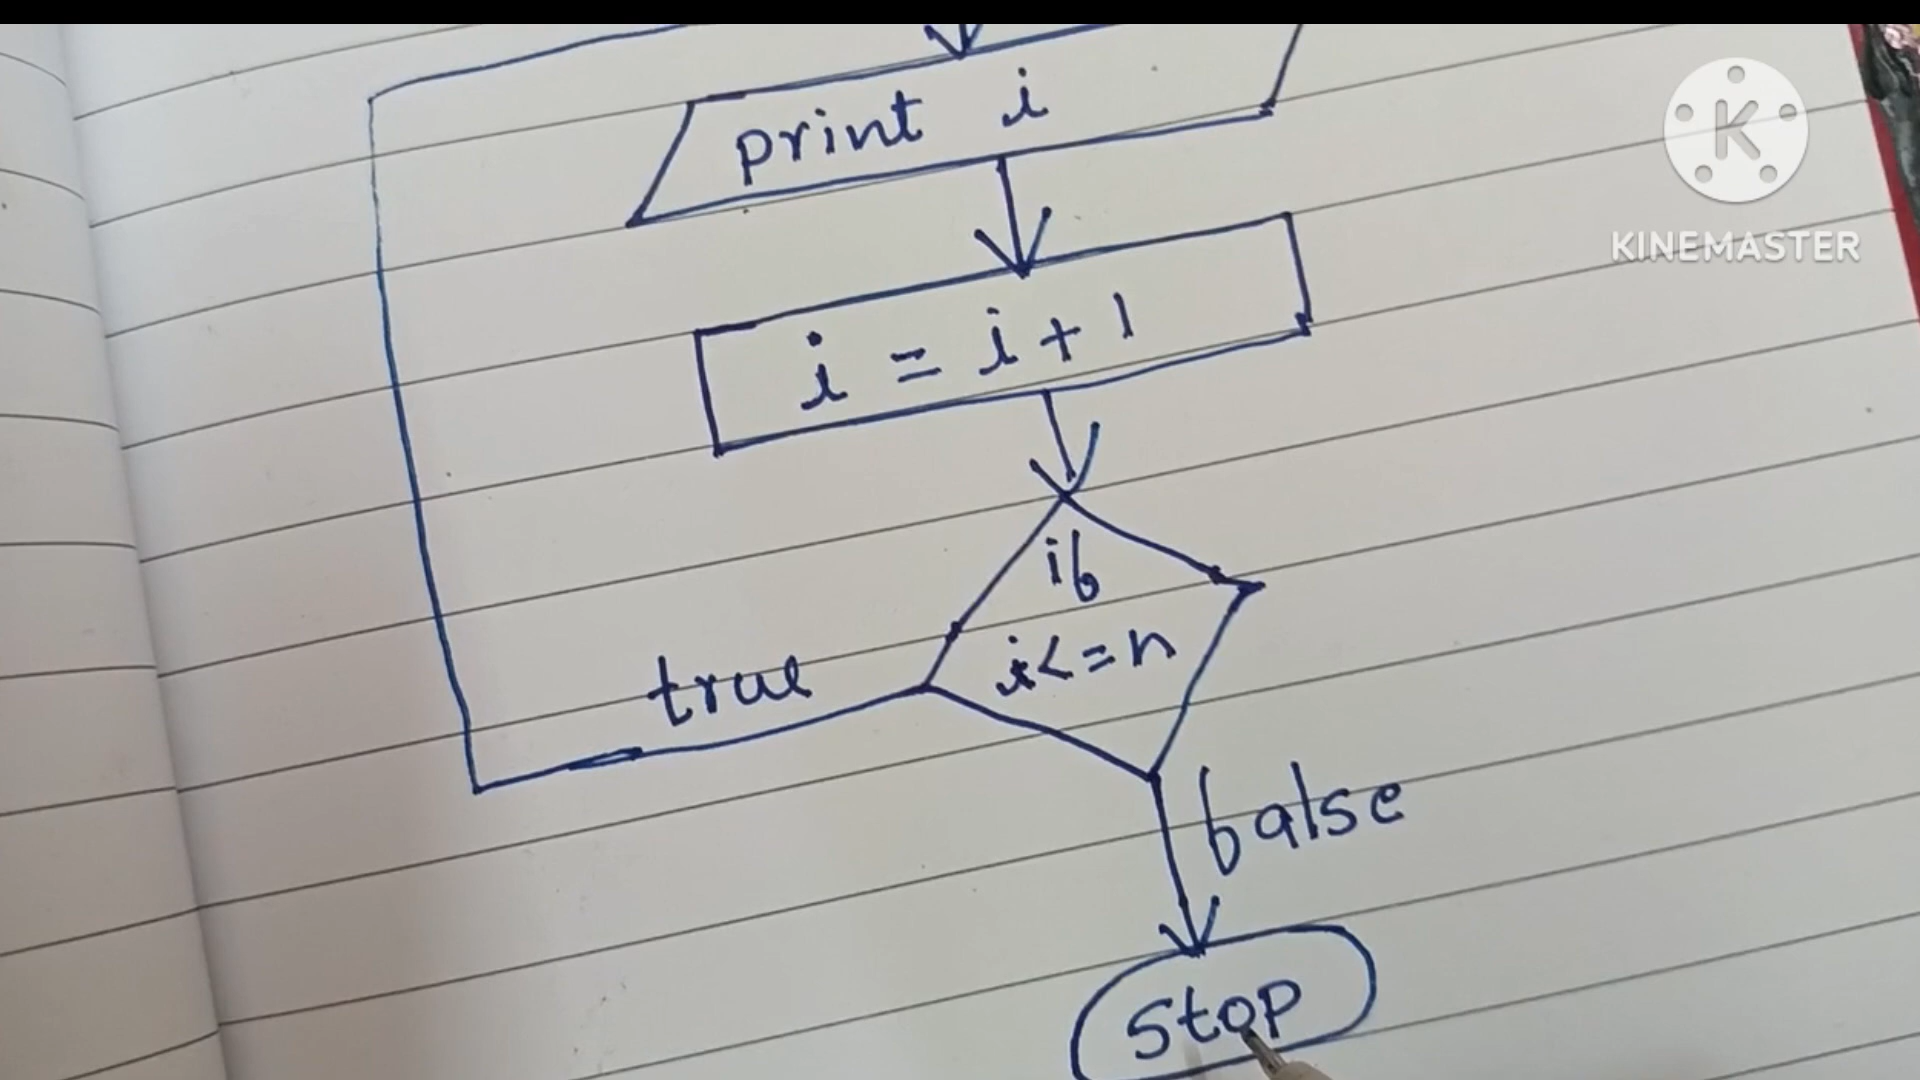 print i
i = i + 1
if
i<=n
true
false
stop
K
KINEMASTER